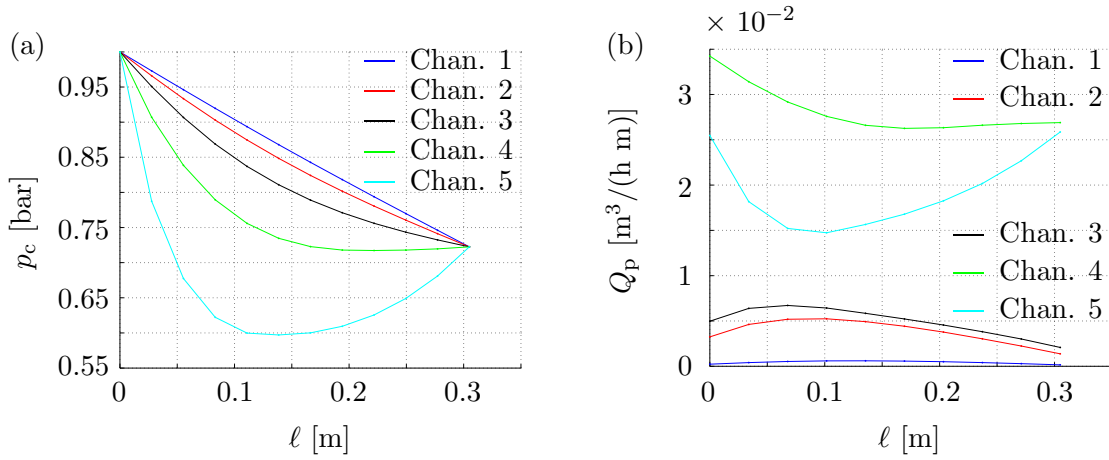 (a)
Chan. 1
Chan. 2
Chan. 3
Chan. 4
Chan. 5
0.95
0.85
0.75
0.65
0.55
p_c [bar]
0
0.1
0.2
0.3
ℓ [m]
(b)
× 10⁻²
Chan. 1
Chan. 2
Chan. 3
Chan. 4
Chan. 5
3
2
1
0
Q_p [m³/(h m)]
0
0.1
0.2
0.3
ℓ [m]